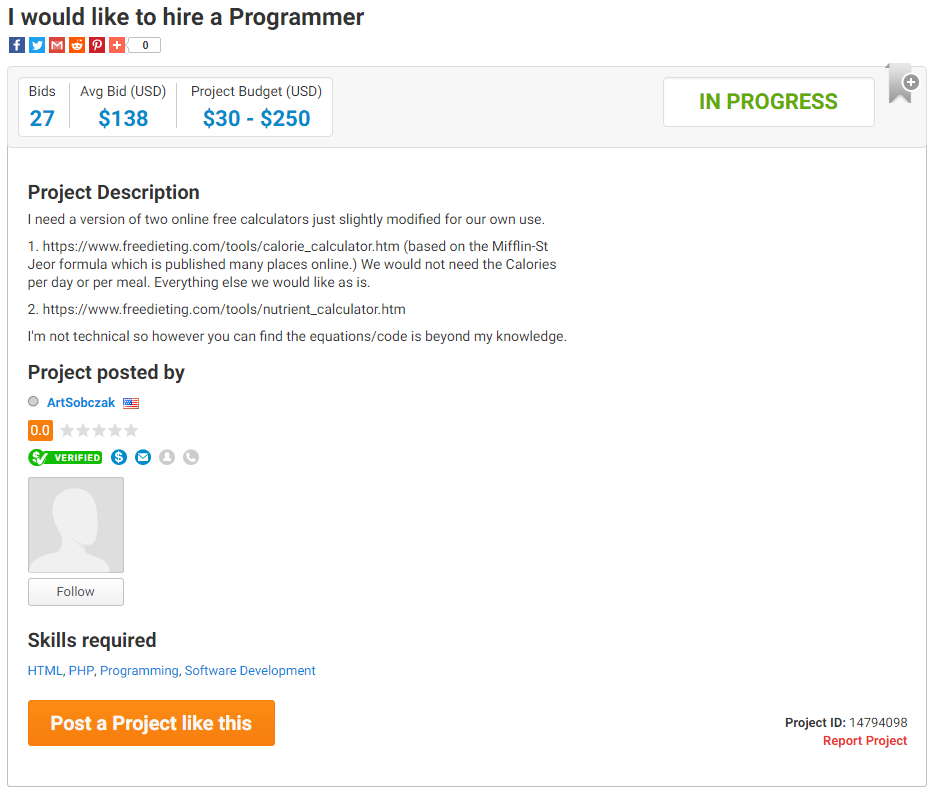 I would like to hire a Programmer
0
Bids
Avg Bid (USD)
Project Budget (USD)
27
$138
$30 - $250
IN PROGRESS
Project Description
I need a version of two online free calculators just slightly modified for our own use.
1. https://www.freedieting.com/tools/calorie_calculator.htm (based on the Mifflin-St
Jeor formula which is published many places online.) We would not need the Calories
per day or per meal. Everything else we would like as is.
2. https://www.freedieting.com/tools/nutrient_calculator.htm
I'm not technical so however you can find the equations/code is beyond my knowledge.
Project posted by
ArtSobczak
0.0
VERIFIED
Follow
Skills required
HTML, PHP, Programming, Software Development
Post a Project like this
Project ID: 14794098
Report Project